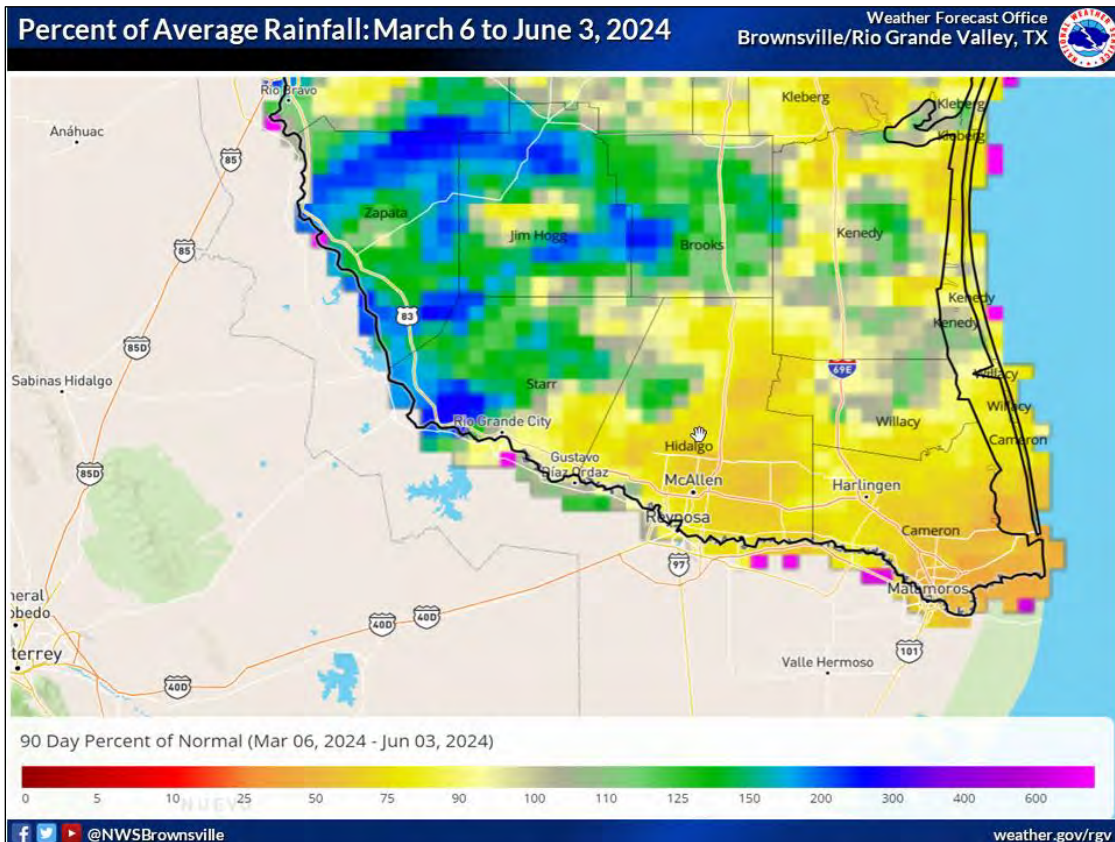 Percent of Average Rainfall: March 6 to June 3, 2024
Weather Forecast Office
Brownsville/Rio Grande Valley, TX
Rio Bravo
Kleberg
Kleberg
Kleberg
Anáhuac
85
Zapata
Jim Hogg
Brooks
Kenedy
85
Kenedy
Kenedy
83
85D
69E
Sabinas Hidalgo
Starr
Willacy
Willacy
Willacy
Cameron
Rio Grande City
Hidalgo
Gustavo
Díaz Ordaz
McAllen
Harlingen
85D
Reynosa
Cameron
97
Matamoros
neral
obedo
40D
40D
101
terrey
Valle Hermoso
40D
90 Day Percent of Normal (Mar 06, 2024 - Jun 03, 2024)
0 5 10 25 50 75 90 100 110 125 150 200 300 400 600
NUEVO
@NWSBrownsville
weather.gov/rgv